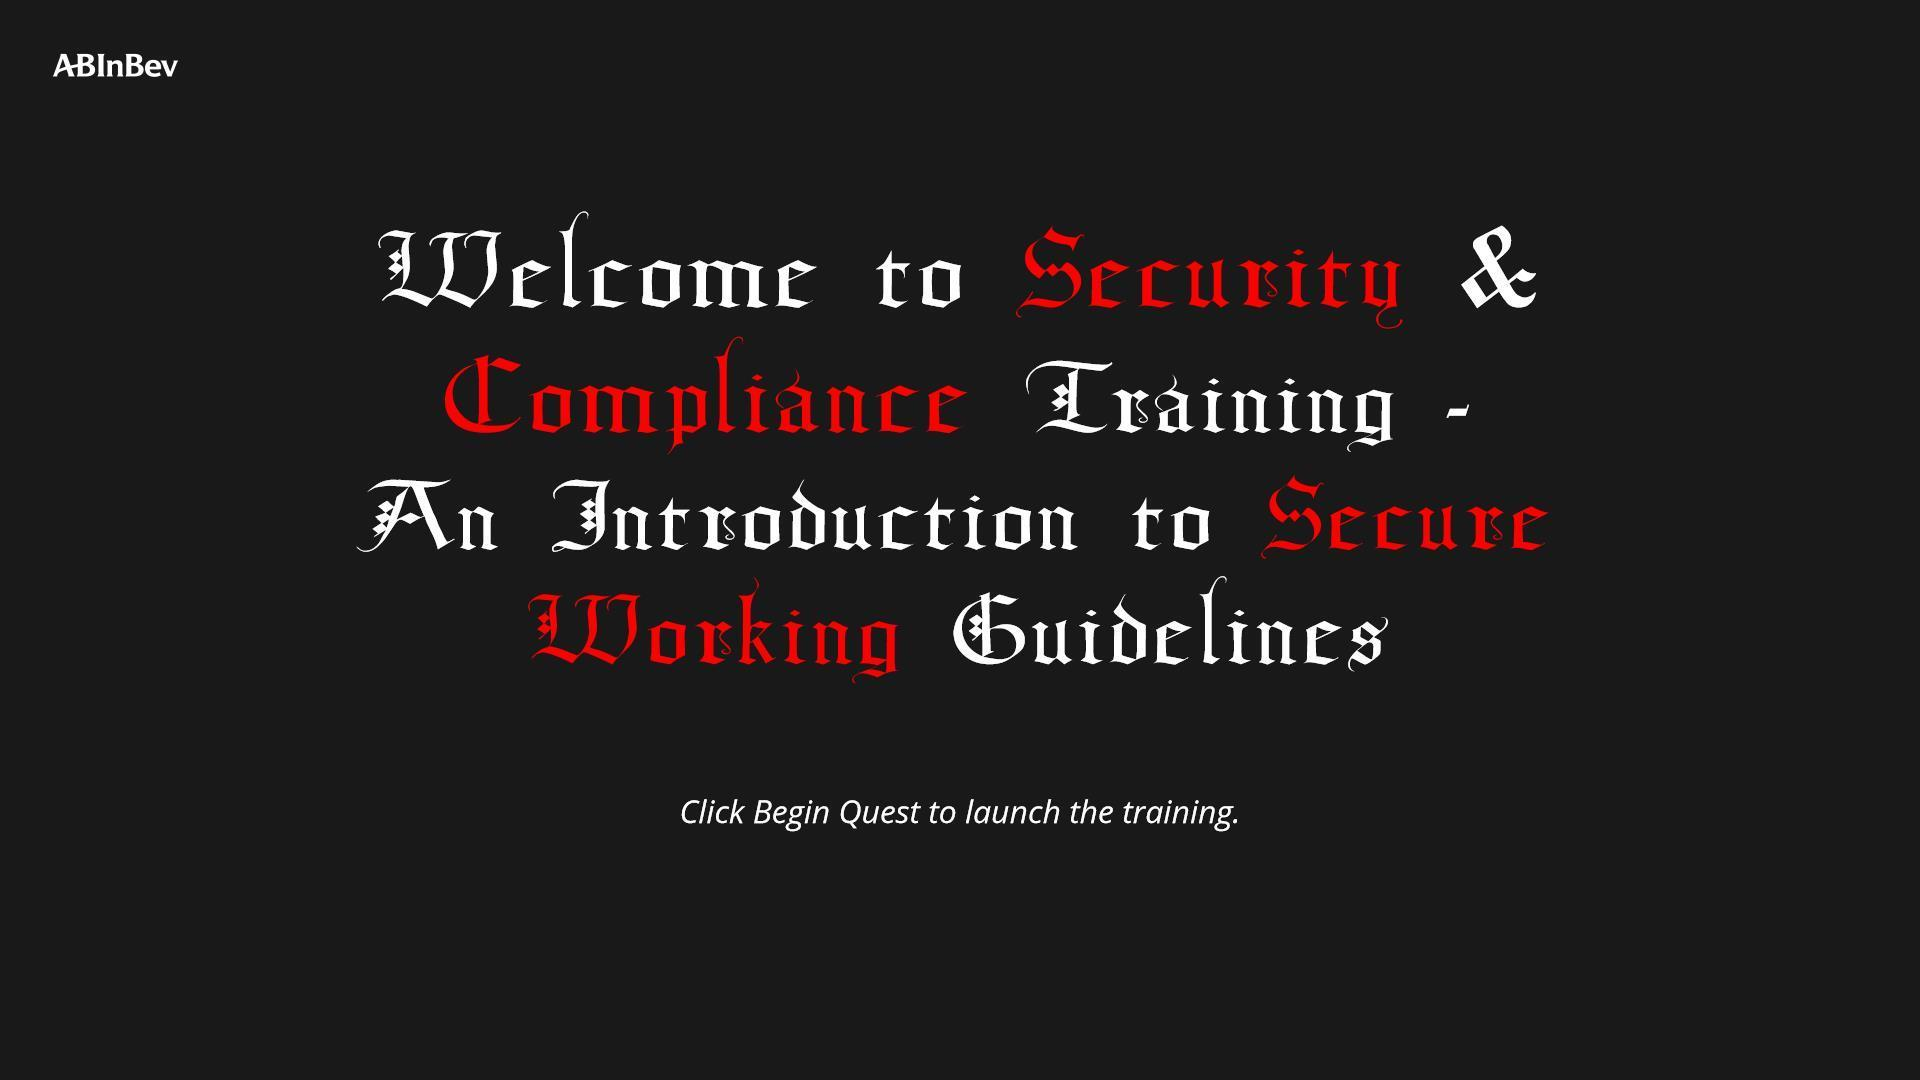 ABInBev
Welcome to Security &
Compliance Training -
An Introduction to Secure
Working Guidelines
Click Begin Quest to launch the training.